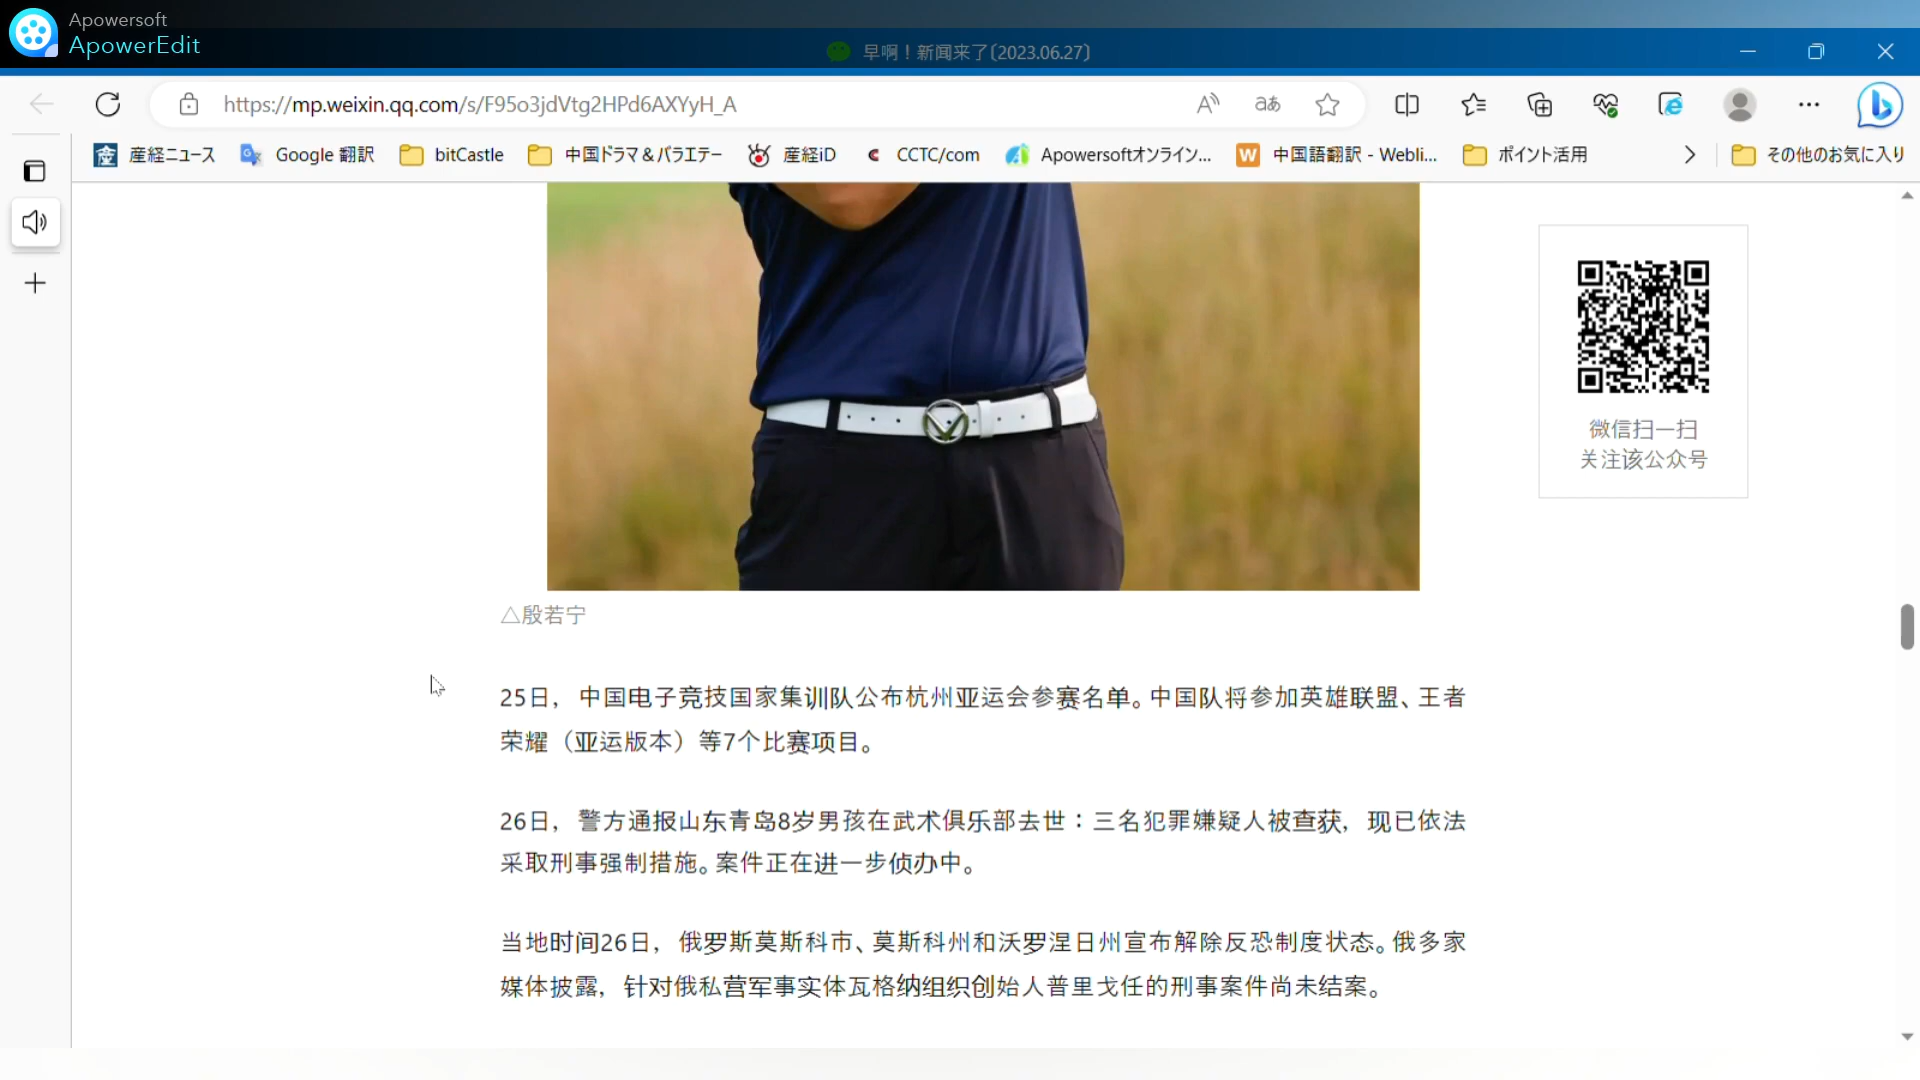 Apowersoft
ApowerEdit
早啊！新闻来了〔2023.06.27〕
https://mp.weixin.qq.com/s/F95o3jdVtg2HPd6AXYyH_A
産経ニュース
Google 翻訳
bitCastle
中国ドラマ＆バラエテー
産経iD
CCTC/com
Apowersoftオンライン...
中国語翻訳 - Webli...
ポイント活用
その他のお気に入り
微信扫一扫
关注该公众号
△殷若宁
25日，中国电子竞技国家集训队公布杭州亚运会参赛名单。中国队将参加英雄联盟、王者
荣耀（亚运版本）等7个比赛项目。
26日，警方通报山东青岛8岁男孩在武术俱乐部去世：三名犯罪嫌疑人被查获，现已依法
采取刑事强制措施。案件正在进一步侦办中。
当地时间26日，俄罗斯莫斯科市、莫斯科州和沃罗涅日州宣布解除反恐制度状态。俄多家
媒体披露，针对俄私营军事实体瓦格纳组织创始人普里戈任的刑事案件尚未结案。